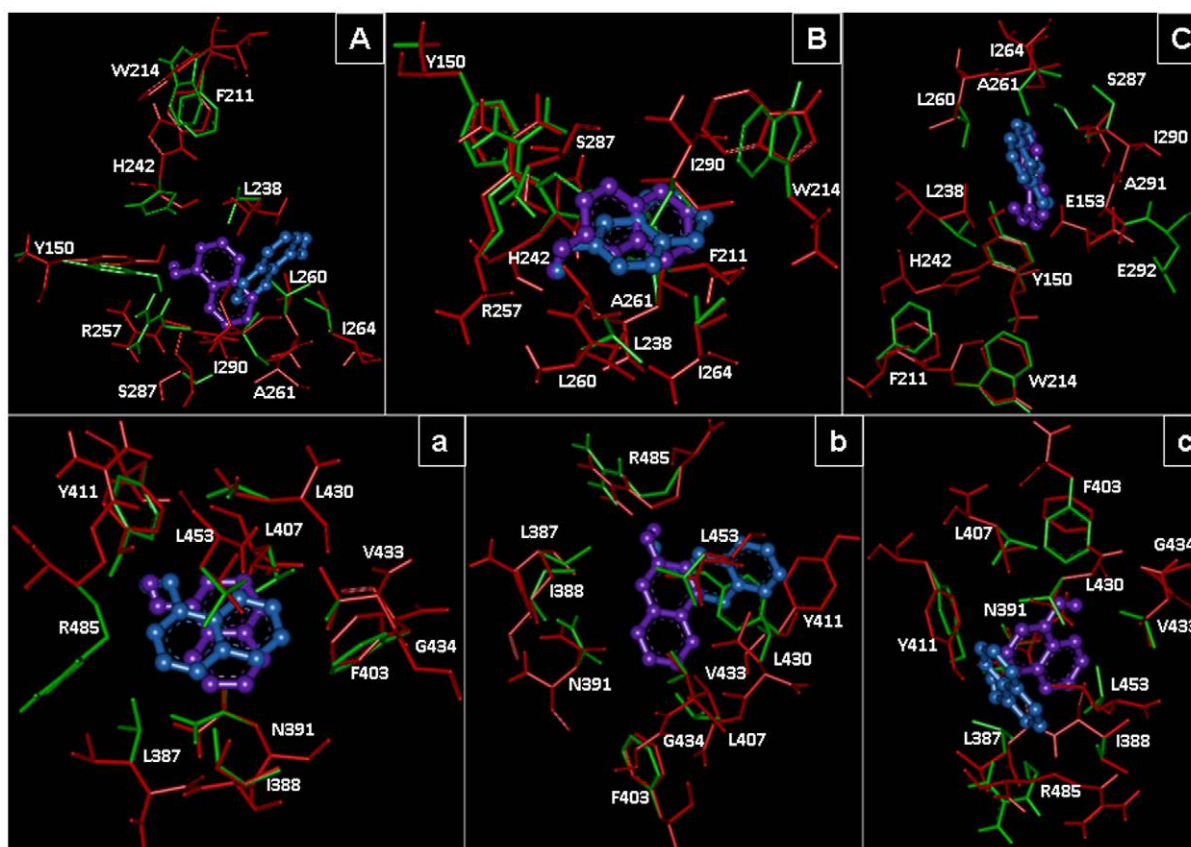 A
W214
F211
H242
L238
Y150
L260
R257
I264
I290
S287
A261
B
Y150
S287
I290
W214
H242
F211
A261
R257
L238
L260
I264
C
I264
A261
S287
L260
I290
A291
L238
E153
H242
Y150
E292
F211
W214
a
Y411
L430
L453
L407
V433
R485
G434
F403
N391
L387
I388
b
R485
L387
L453
I388
Y411
N391
V433
L430
G434
L407
F403
c
F403
L407
G434
L430
N391
V433
Y411
L453
L387
I388
R485